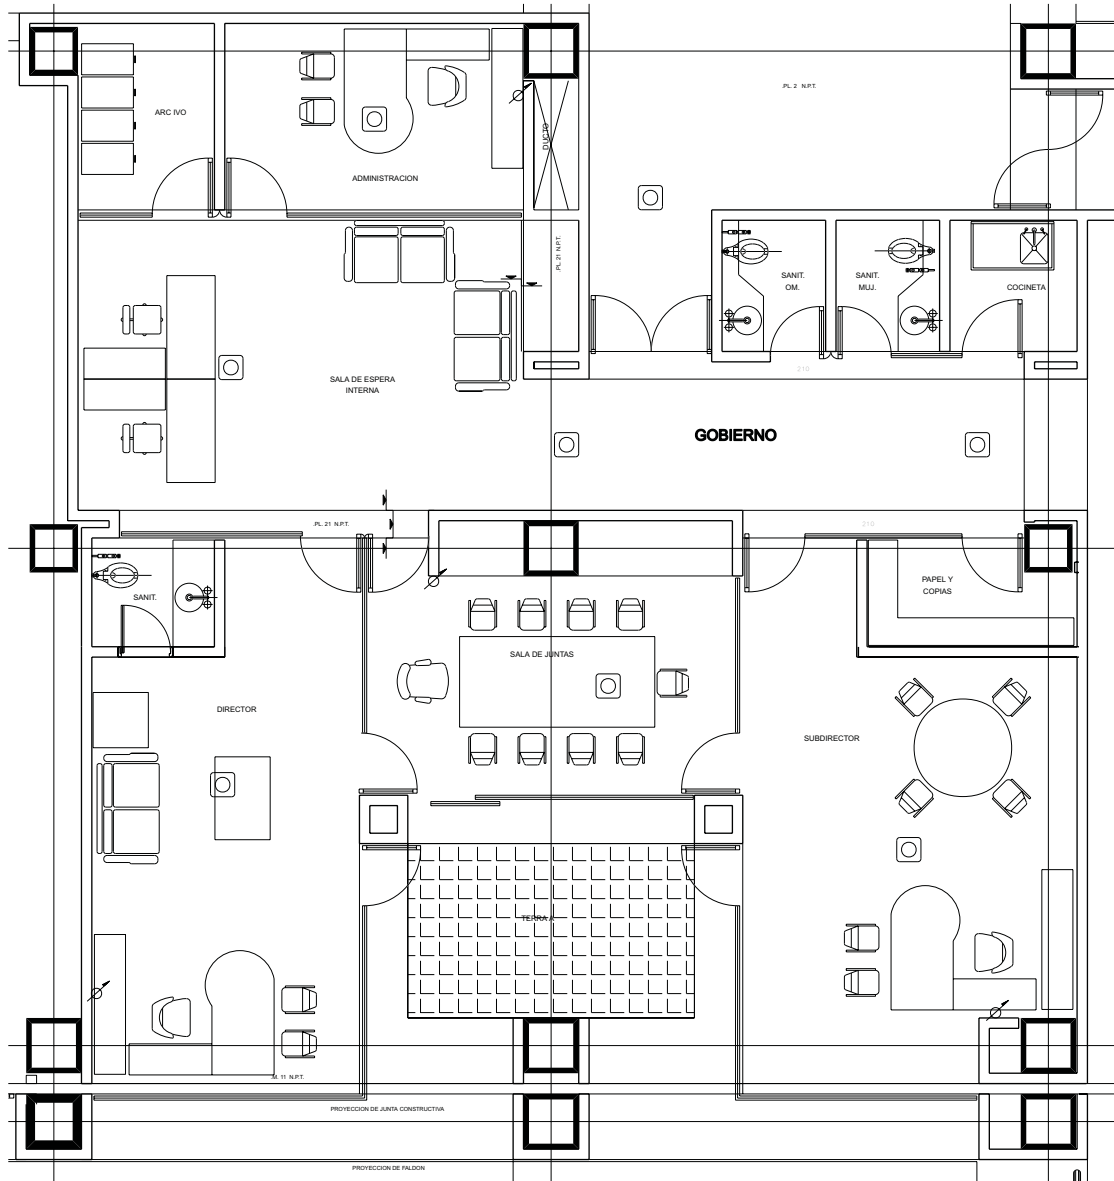 .PL. 2   N.P.T.
ARC IVO
DUCTO
ADMINISTRACION
.PL. 21  N.P.T.
SANIT.
OM.
SANIT.
MUJ.
COCINETA
210
SALA DE ESPERA
INTERNA
GOBIERNO
.PL. 21  N.P.T.
210
PAPEL Y
COPIAS
SANIT.
SALA DE JUNTAS
DIRECTOR
SUBDIRECTOR
TERRA A
.M. 11  N.P.T.
PROYECCION DE JUNTA CONSTRUCTIVA
PROYECCION DE FALDON